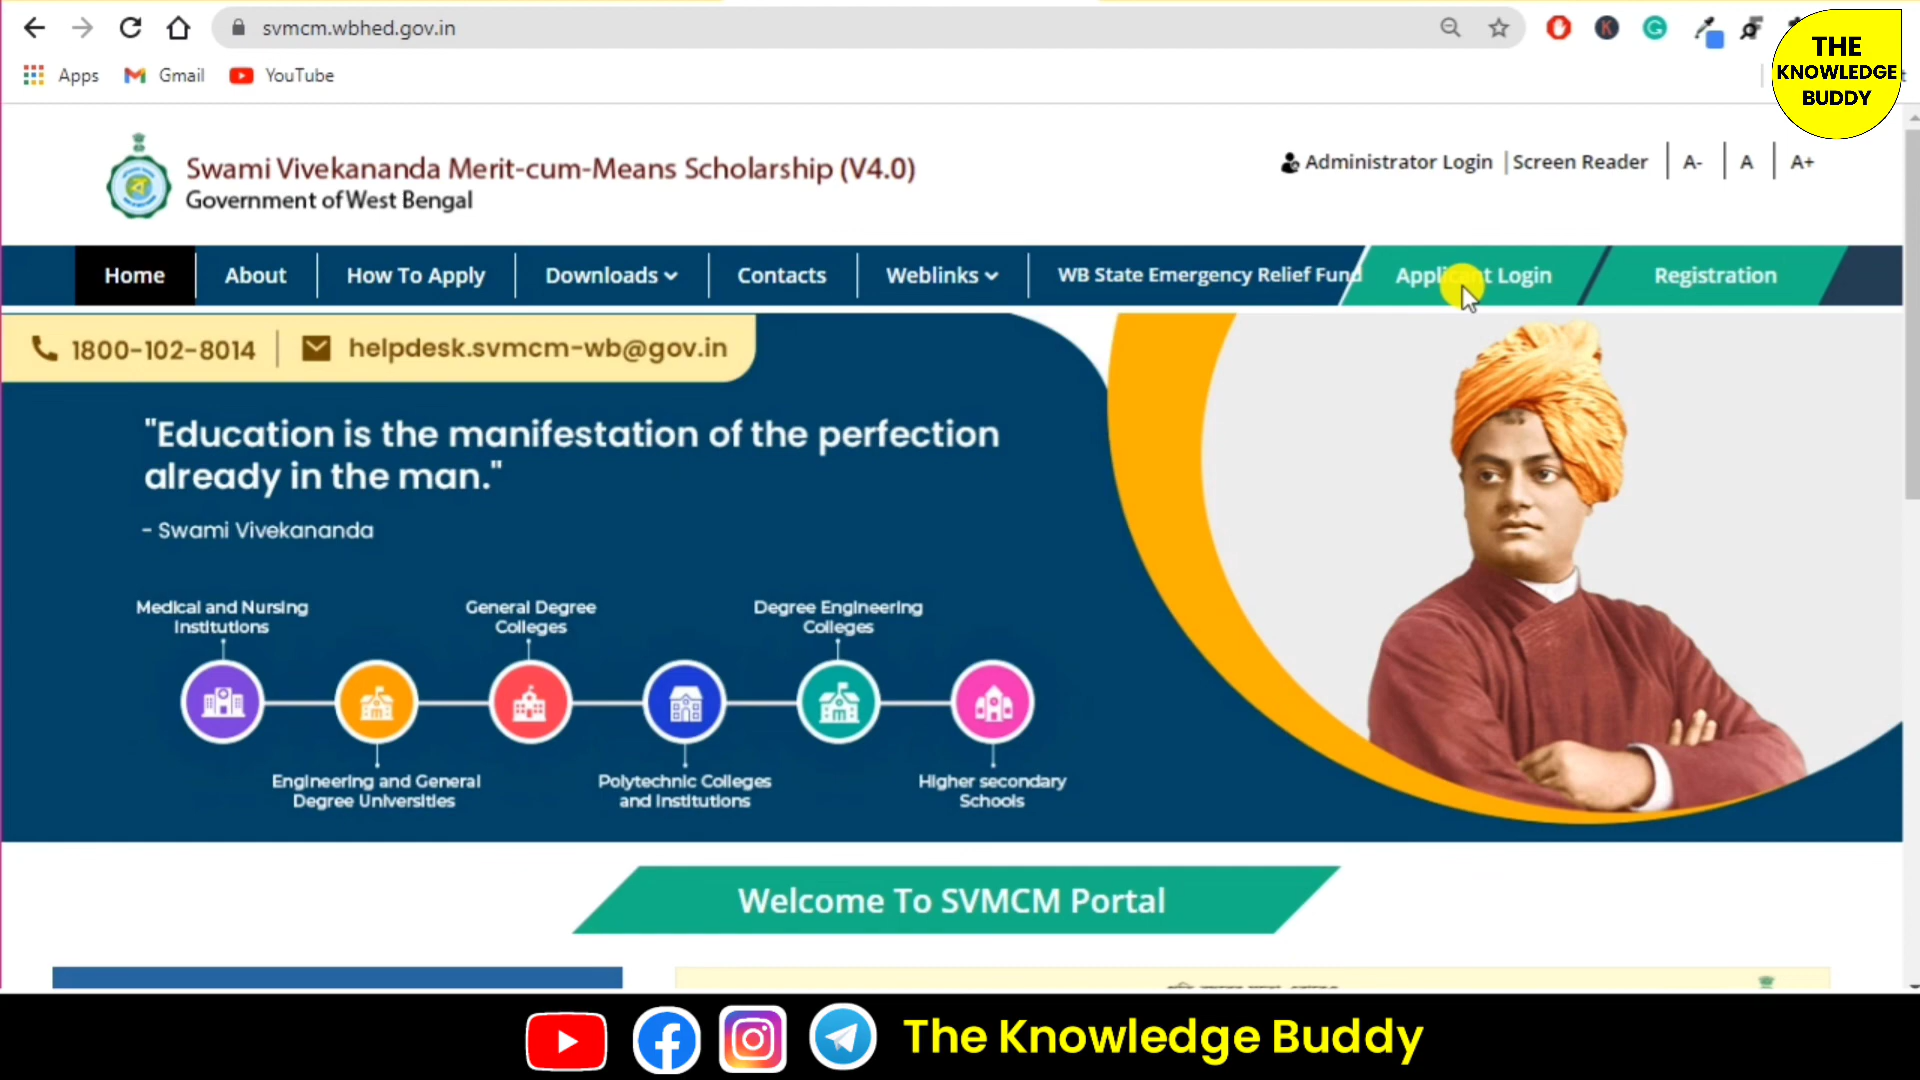 svmcm.wbhed.gov.in
Apps Gmail YouTube
THE
KNOWLEDGE
BUDDY
Swami Vivekananda Merit-cum-Means Scholarship (V4.0)
Government of West Bengal
Administrator Login | Screen Reader A- A A+
Home About How To Apply Downloads Contacts Weblinks WB State Emergency Relief Fund Applicant Login Registration
1800-102-8014 helpdesk.svmcm-wb@gov.in
"Education is the manifestation of the perfection
already in the man."
- Swami Vivekananda
Medical and Nursing
Institutions
General Degree
Colleges
Degree Engineering
Colleges
Engineering and General
Degree Universities
Polytechnic Colleges
and Institutions
Higher secondary
Schools
Welcome To SVMCM Portal
The Knowledge Buddy